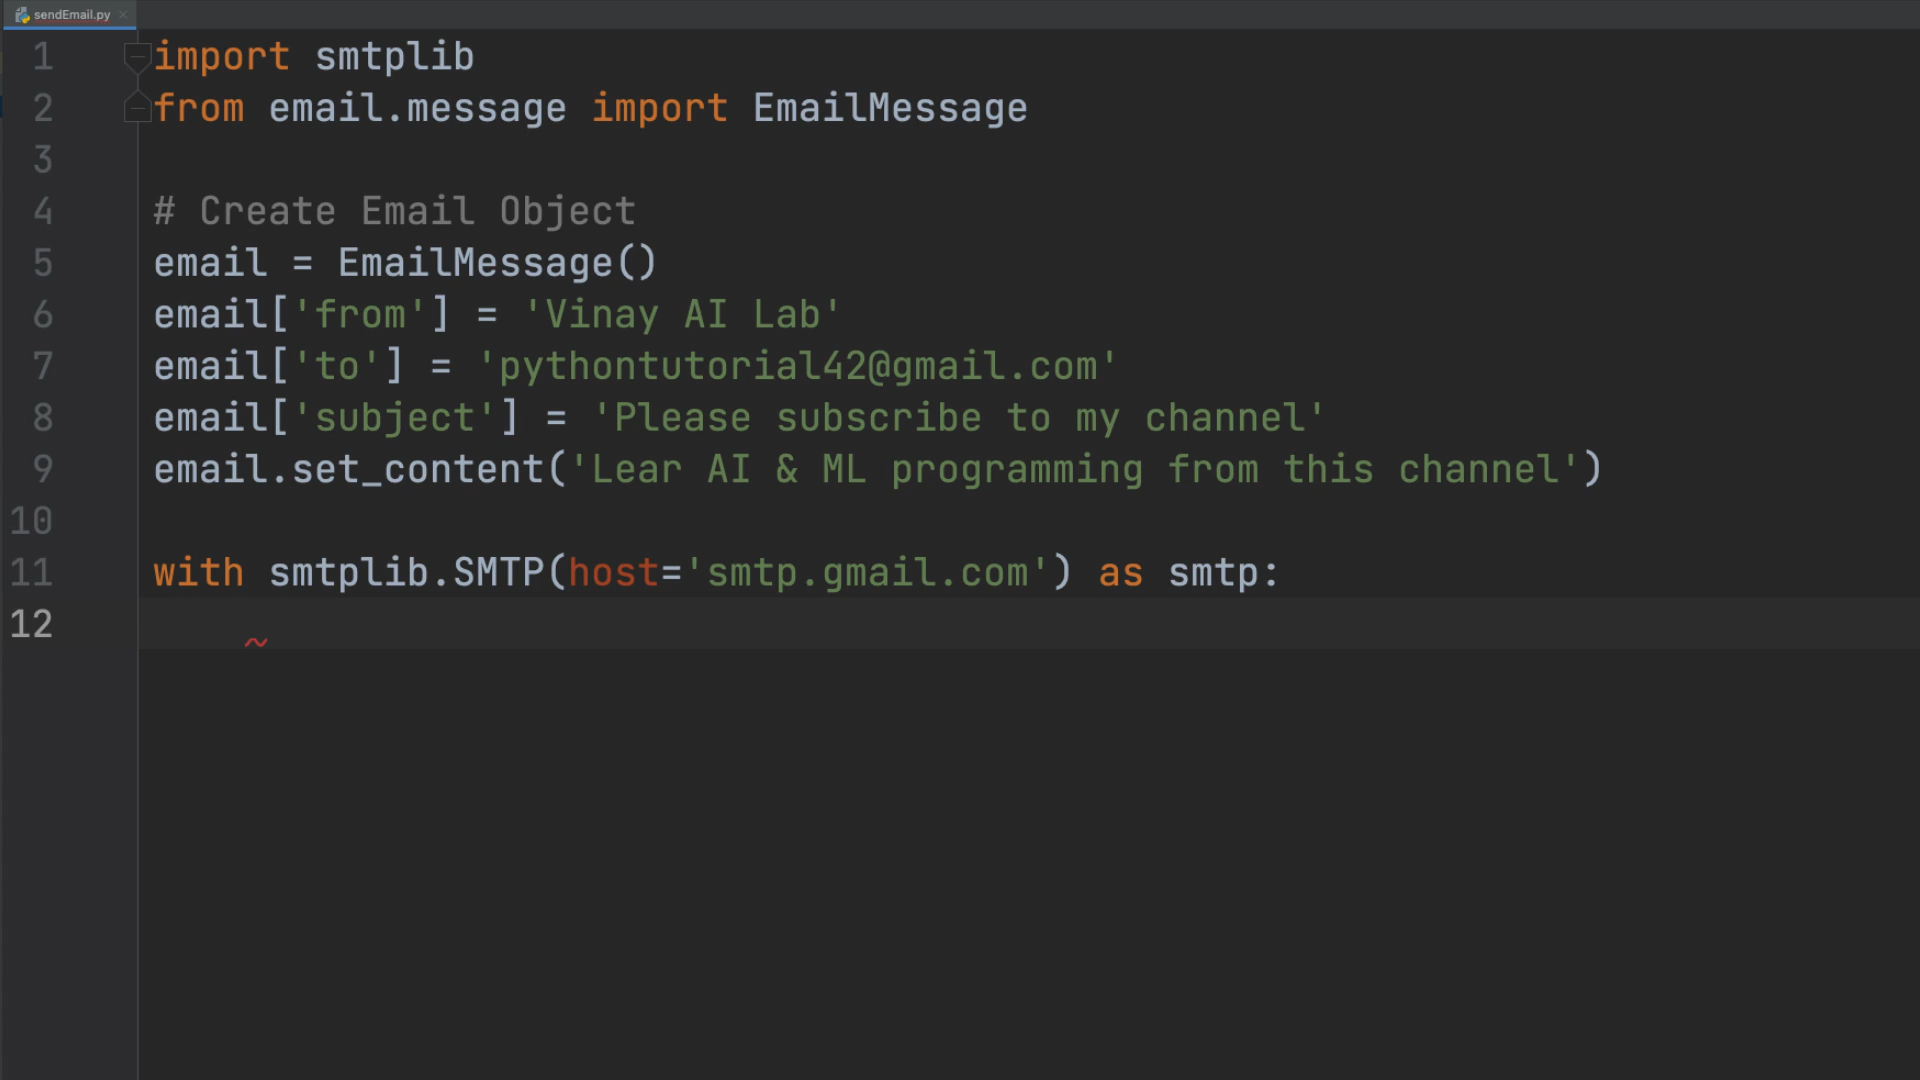 sendEmail.py
1 import smtplib
2 from email.message import EmailMessage
3
4 # Create Email Object
5 email = EmailMessage()
6 email['from'] = 'Vinay AI Lab'
7 email['to'] = 'pythontutorial42@gmail.com'
8 email['subject'] = 'Please subscribe to my channel'
9 email.set_content('Lear AI & ML programming from this channel')
10
11 with smtplib.SMTP(host='smtp.gmail.com') as smtp:
12